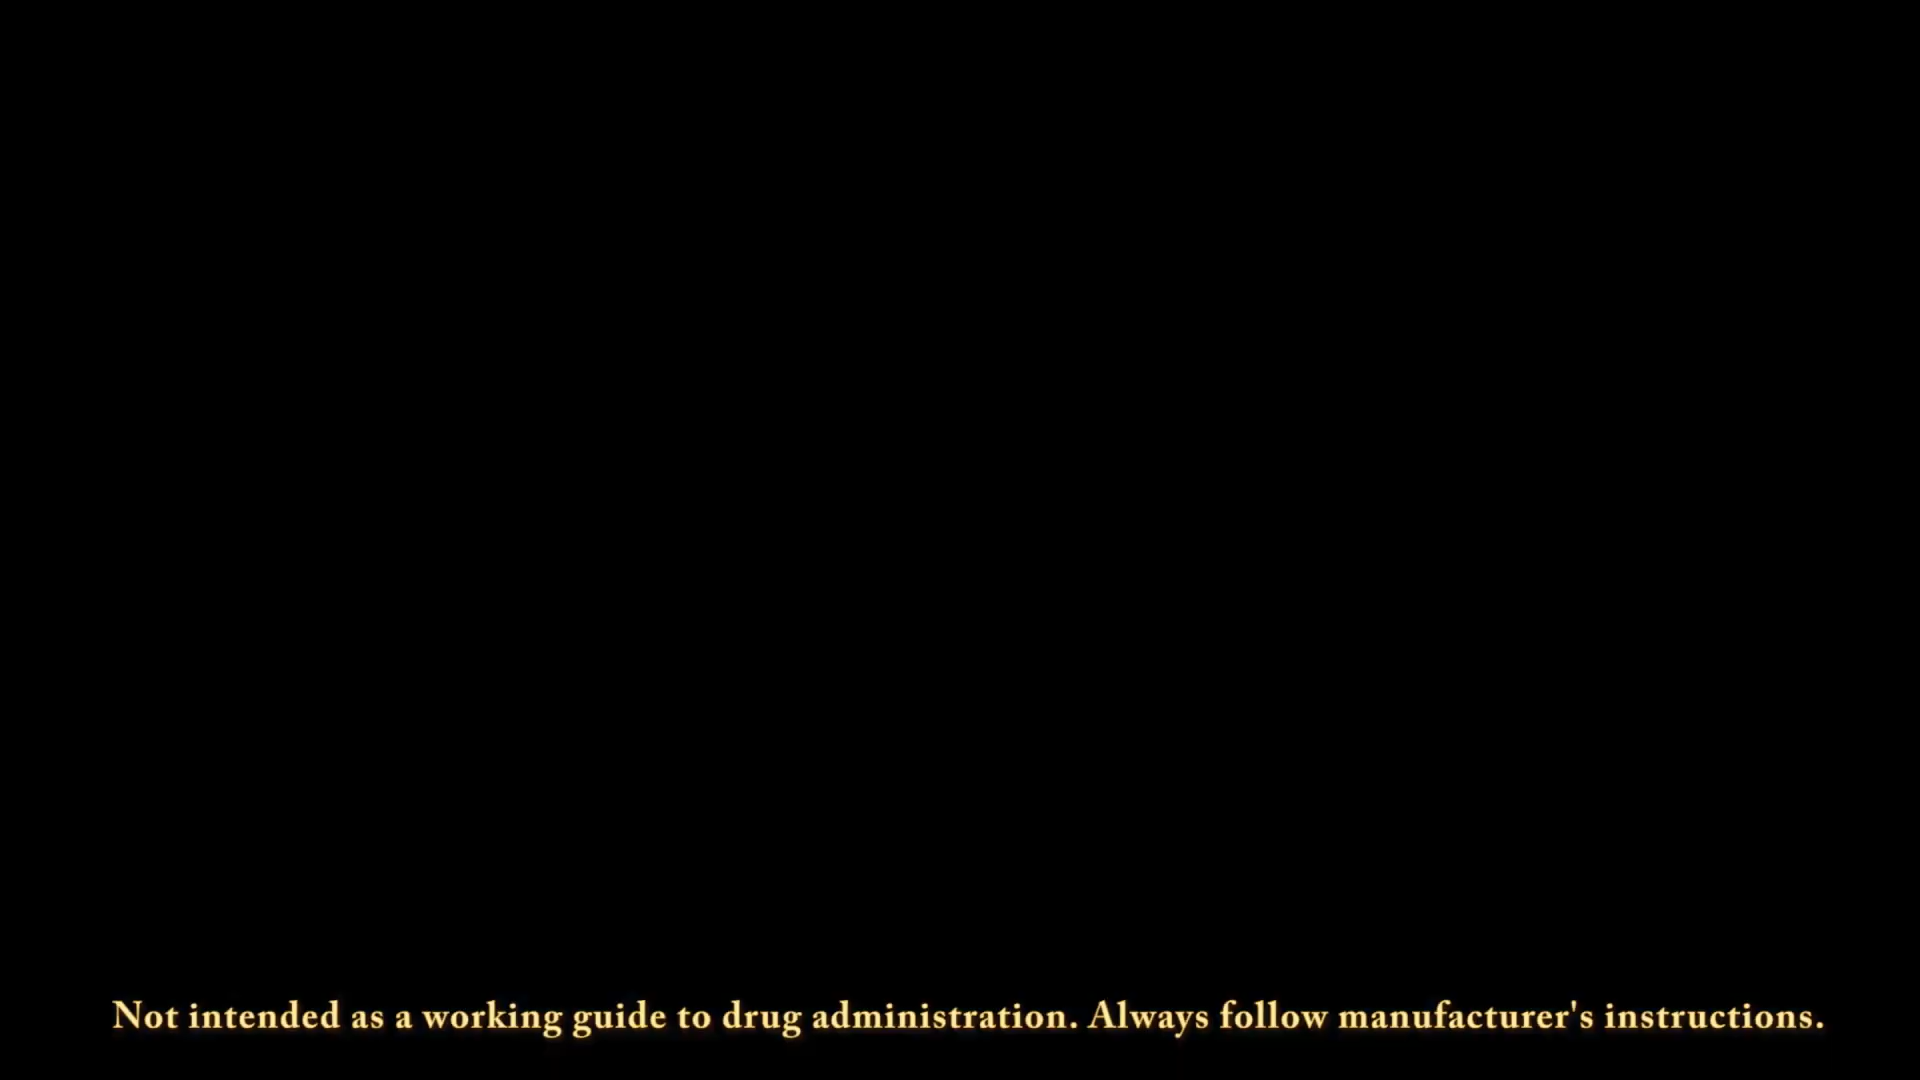 Not intended as a working guide to drug administration. Always follow manufacturer's instructions.